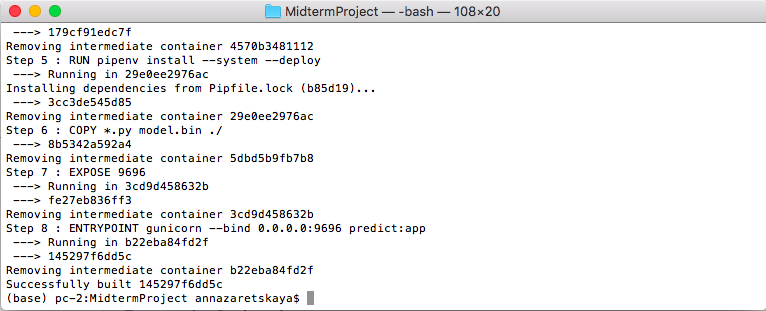 MidtermProject — -bash — 108×20
---> 179cf91edc7f
Removing intermediate container 4570b3481112
Step 5 : RUN pipenv install --system --deploy
---> Running in 29e0ee2976ac
Installing dependencies from Pipfile.lock (b85d19)...
---> 3cc3de545d85
Removing intermediate container 29e0ee2976ac
Step 6 : COPY *.py model.bin ./
---> 8b5342a592a4
Removing intermediate container 5dbd5b9fb7b8
Step 7 : EXPOSE 9696
---> Running in 3cd9d458632b
---> fe27eb836ff3
Removing intermediate container 3cd9d458632b
Step 8 : ENTRYPOINT gunicorn --bind 0.0.0.0:9696 predict:app
---> Running in b22eba84fd2f
---> 145297f6dd5c
Removing intermediate container b22eba84fd2f
Successfully built 145297f6dd5c
(base) pc-2:MidtermProject annazaretskaya$